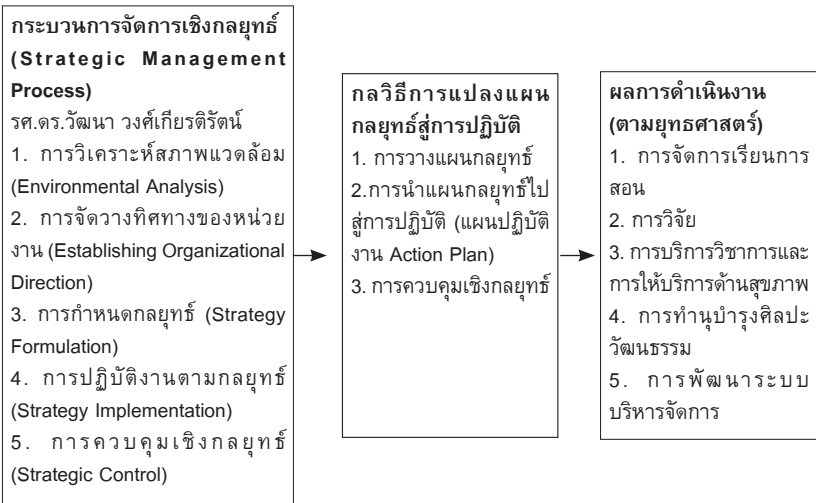 กระบวนการจัดการเชิงกลยุทธ์
(Strategic Management
Process)
รศ.ดร.วัฒนา วงศ์เกียรติรัตน์
1. การวิเคราะห์สภาพแวดล้อม
(Environmental Analysis)
2. การจัดวางทิศทางของหน่วย
งาน (Establishing Organizational
Direction)
3. การกำหนดกลยุทธ์ (Strategy
Formulation)
4. การปฏิบัติงานตามกลยุทธ์
(Strategy Implementation)
5. การควบคุมเชิงกลยุทธ์
(Strategic Control)
กลวิธีการแปลงแผน
กลยุทธ์สู่การปฏิบัติ
1. การวางแผนกลยุทธ์
2.การนำแผนกลยุทธ์ไป
สู่การปฏิบัติ (แผนปฏิบัติ
งาน Action Plan)
3. การควบคุมเชิงกลยุทธ์
ผลการดำเนินงาน
(ตามยุทธศาสตร์)
1. การจัดการเรียนการ
สอน
2. การวิจัย
3. การบริการวิชาการและ
การให้บริการด้านสุขภาพ
4. การทำนุบำรุงศิลปะ
วัฒนธรรม
5. การพัฒนาระบบ
บริหารจัดการ